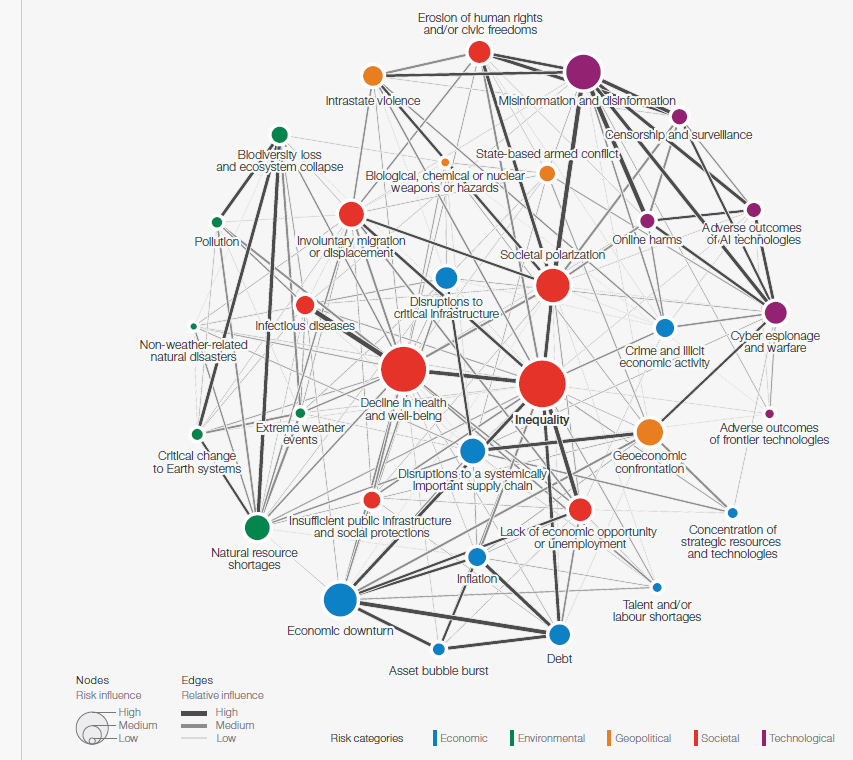 Erosion of human rights
and/or civic freedoms
Intrastate violence
Misinformation and disinformation
Censorship and surveillance
Biodiversity loss
and ecosystem collapse
State-based armed conflict
Biological, chemical or nuclear
weapons or hazards
Pollution
Involuntary migration
or displacement
Online harms
Adverse outcomes
of AI technologies
Societal polarization
Disruptions to
critical infrastructure
Infectious diseases
Non-weather-related
natural disasters
Crime and illicit
economic activity
Cyber espionage
and warfare
Decline in health
and well-being
Inequality
Extreme weather
events
Adverse outcomes
of frontier technologies
Critical change
to Earth systems
Geoeconomic
confrontation
Disruptions to a systemically
important supply chain
Insufficient public infrastructure
and social protections
Lack of economic opportunity
or unemployment
Concentration of
strategic resources
and technologies
Natural resource
shortages
Inflation
Talent and/or
labour shortages
Economic downturn
Debt
Asset bubble burst
Nodes
Risk influence
High
Medium
Low
Edges
Relative influence
High
Medium
Low
Risk categories
Economic
Environmental
Geopolitical
Societal
Technological